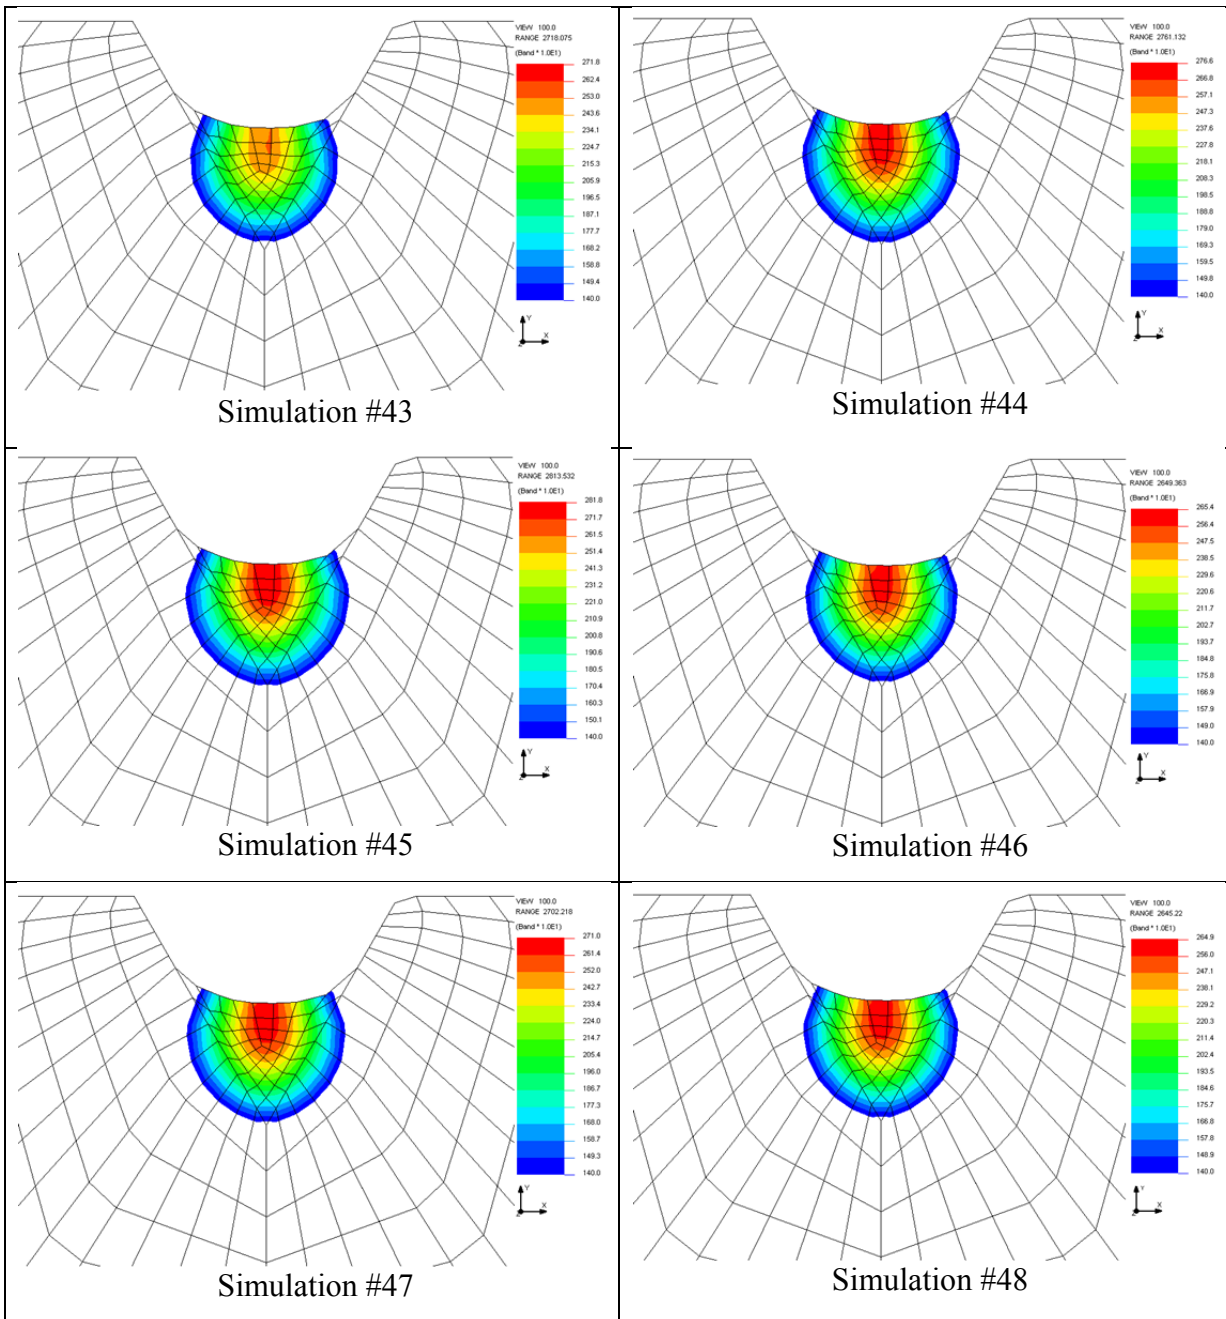 VIEW 100.0
RANGE 2718.075
(Band * 1.0E1)
271.8
262.4
253.0
243.6
234.1
224.7
215.3
205.9
196.5
187.1
177.7
168.2
158.8
149.4
140.0
Y
Z X
Simulation #43
VIEW 100.0
RANGE 2761.132
(Band * 1.0E1)
276.6
266.8
257.1
247.3
237.6
227.8
218.1
208.3
198.5
188.8
179.0
169.3
159.5
149.8
140.0
Y
Z X
Simulation #44
VIEW 100.0
RANGE 2813.532
(Band * 1.0E1)
281.8
271.7
261.5
251.4
241.3
231.2
221.0
210.9
200.8
190.6
180.5
170.4
160.3
150.1
140.0
Y
Z X
Simulation #45
VIEW 100.0
RANGE 2649.363
(Band * 1.0E1)
265.4
256.4
247.5
238.5
229.6
220.6
211.7
202.7
193.7
184.8
175.8
166.9
157.9
149.0
140.0
Y
Z X
Simulation #46
VIEW 100.0
RANGE 2702.218
(Band * 1.0E1)
271.0
261.4
252.0
242.7
233.4
224.0
214.7
205.4
196.0
186.7
177.3
168.0
158.7
149.3
140.0
Y
Z X
Simulation #47
VIEW 100.0
RANGE 2645.22
(Band * 1.0E1)
264.9
256.0
247.1
238.1
229.2
220.3
211.4
202.4
193.5
184.6
175.7
166.8
157.8
148.9
140.0
Y
Z X
Simulation #48